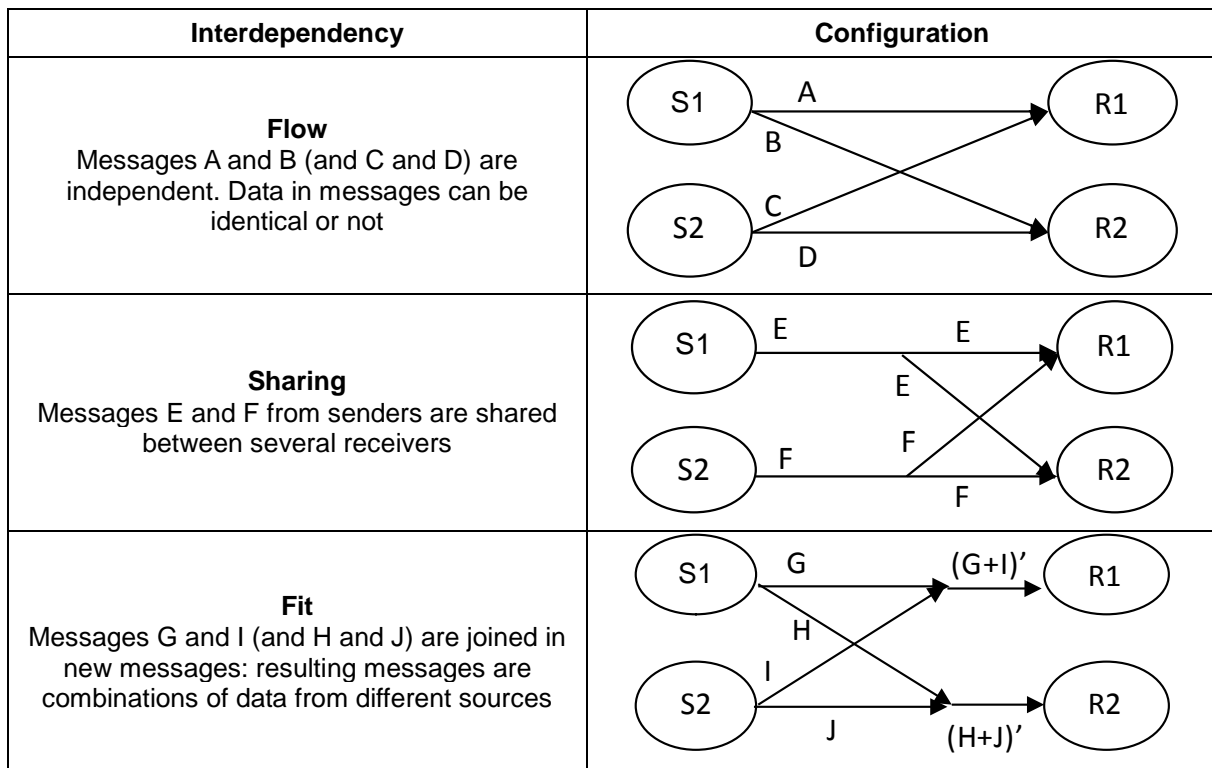 Interdependency
Configuration
Flow
Messages A and B (and C and D) are
independent. Data in messages can be
identical or not
S1
A
R1
B
C
S2
R2
D
Sharing
Messages E and F from senders are shared
between several receivers
S1
E
E
R1
E
F
S2
F
R2
F
Fit
Messages G and I (and H and J) are joined in
new messages: resulting messages are
combinations of data from different sources
S1
G
(G+I)’
R1
H
I
S2
R2
J
(H+J)’